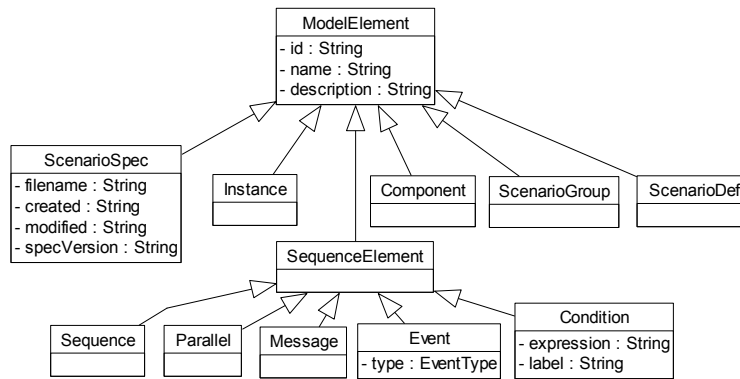 ModelElement
- id : String
- name : String
- description : String
ScenarioSpec
- filename : String
- created : String
- modified : String
- specVersion : String
Instance
Component
ScenarioGroup
ScenarioDef
SequenceElement
Sequence
Parallel
Message
Event
- type : EventType
Condition
- expression : String
- label : String